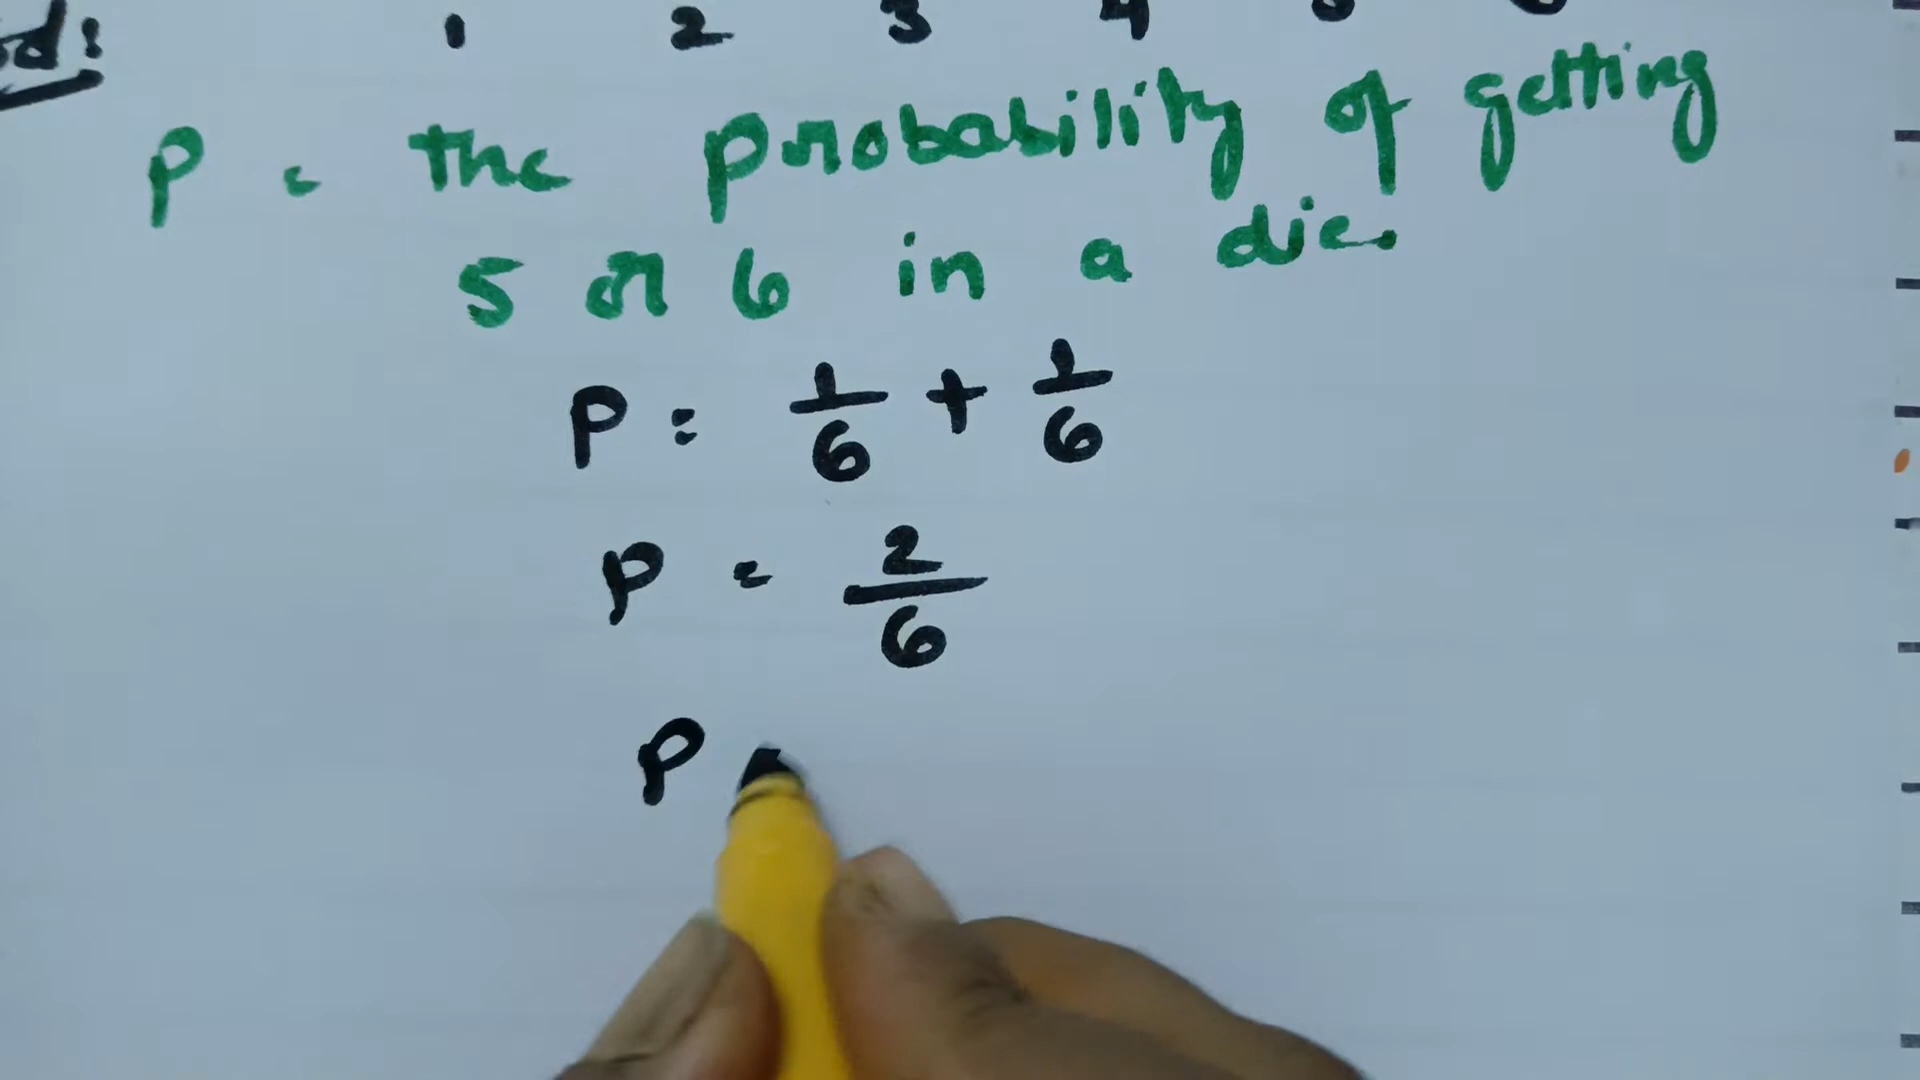 1 2 3 4
P = the probability of getting
5 or 6 in a die.
P = 1/6 + 1/6
P = 2/6
P